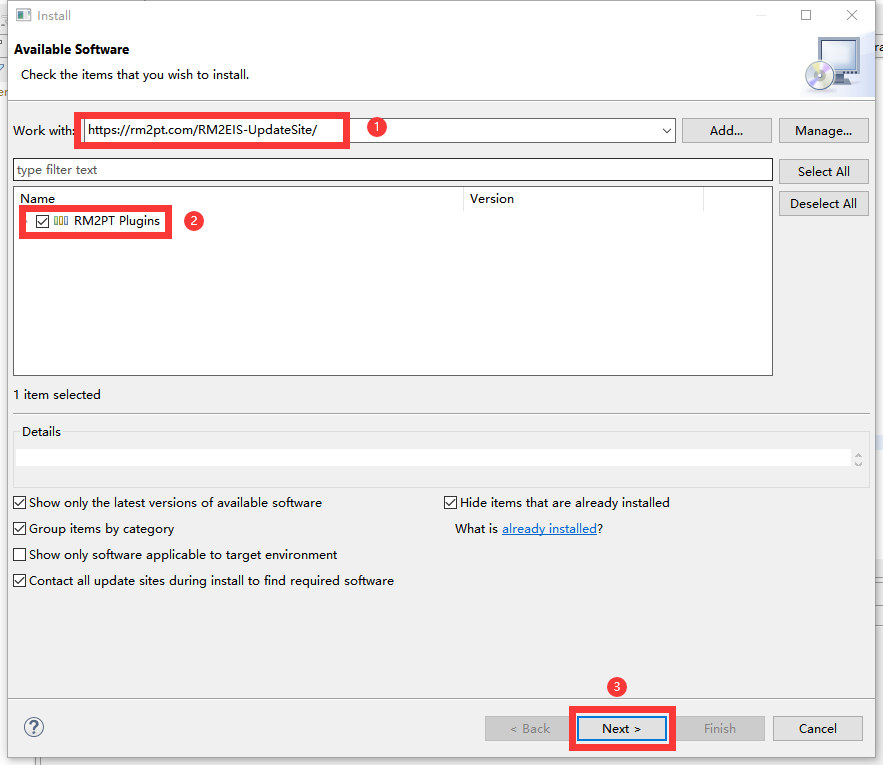 Install
Available Software
Check the items that you wish to install.
Work with: https://rm2pt.com/RM2EIS-UpdateSite/ 1 Add... Manage...
type filter text Select All
Name Version Deselect All
RM2PT Plugins 2
1 item selected
Details
Show only the latest versions of available software Hide items that are already installed
Group items by category What is already installed?
Show only software applicable to target environment
Contact all update sites during install to find required software
3
? < Back Next > Finish Cancel